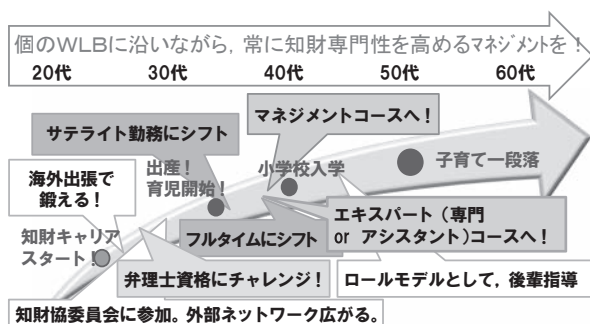 個のWLBに沿いながら，常に知財専門性を高めるマネジメントを！
20代 30代 40代 50代 60代
マネジメントコースへ！
サテライト勤務にシフト
出産！
育児開始！
小学校入学
子育て一段落
海外出張で
鍛える！
知財キャリア
スタート！
フルタイムにシフト
エキスパート（専門
or アシスタント）コースへ！
弁理士資格にチャレンジ！
ロールモデルとして，後輩指導
知財協委員会に参加。外部ネットワーク広がる。